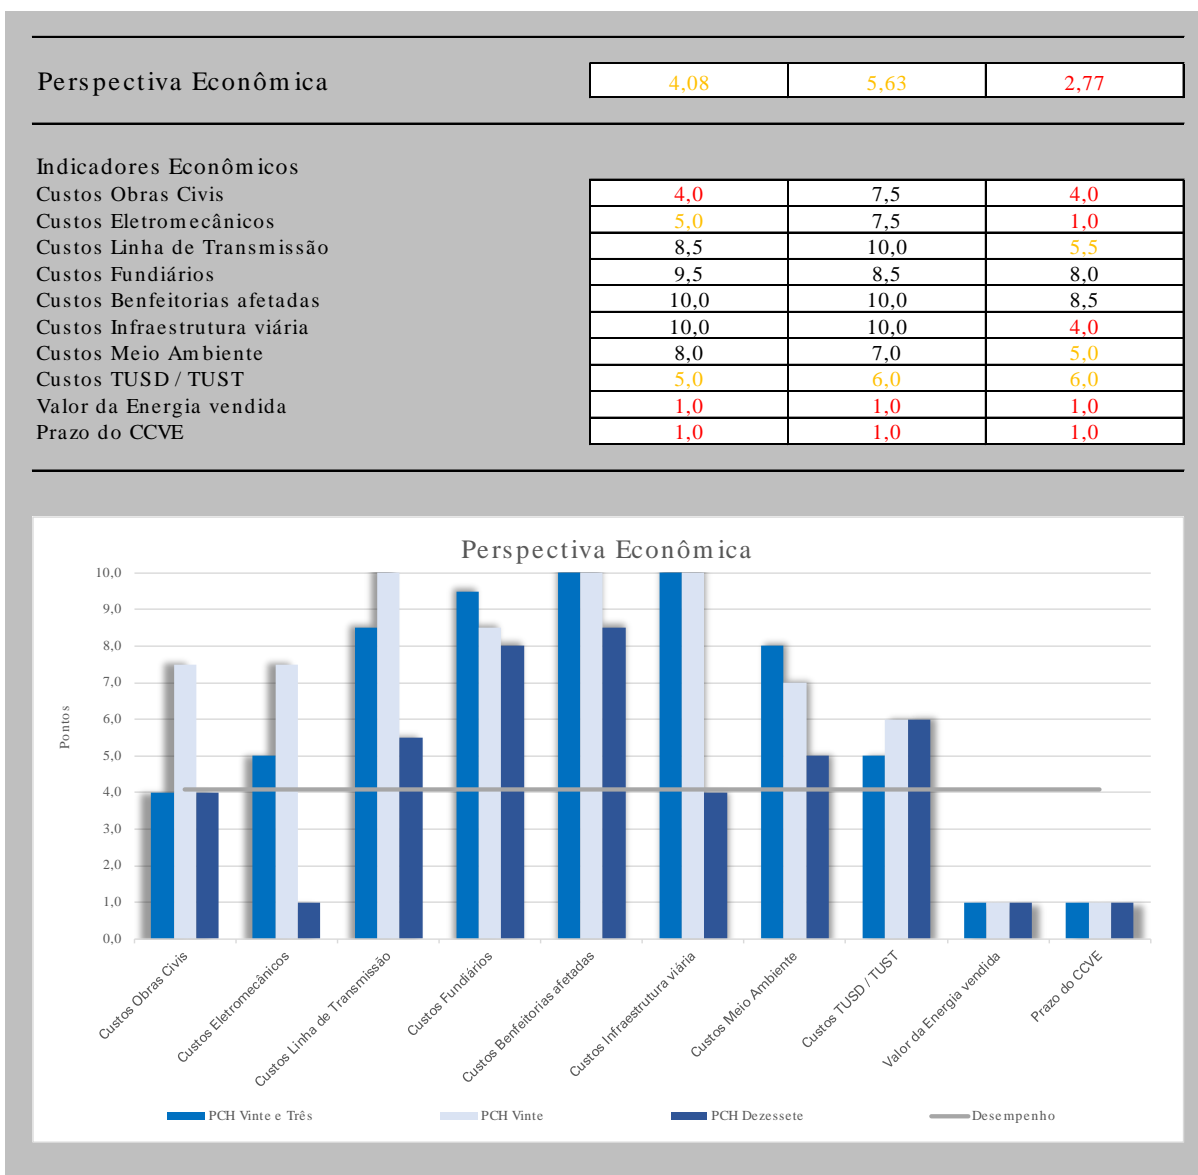 Perspectiva Econômica 4,08 5,63 2,77
Indicadores Econômicos
Custos Obras Civis 4,0 7,5 4,0
Custos Eletromecânicos 5,0 7,5 1,0
Custos Linha de Transmissão 8,5 10,0 5,5
Custos Fundiários 9,5 8,5 8,0
Custos Benfeitorias afetadas 10,0 10,0 8,5
Custos Infraestrutura viária 10,0 10,0 4,0
Custos Meio Ambiente 8,0 7,0 5,0
Custos TUSD / TUST 5,0 6,0 6,0
Valor da Energia vendida 1,0 1,0 1,0
Prazo do CCVE 1,0 1,0 1,0
Perspectiva Econômica
10,0
9,0
8,0
7,0
6,0
5,0
4,0
3,0
2,0
1,0
0,0
Pontos
Custos Obras Civis
Custos Eletromecânicos
Custos Linha de Transmissão
Custos Fundiários
Custos Benfeitorias afetadas
Custos Infraestrutura viária
Custos Meio Ambiente
Custos TUSD / TUST
Valor da Energia vendida
Prazo do CCVE
PCH Vinte e Três PCH Vinte PCH Dezessete Desempenho